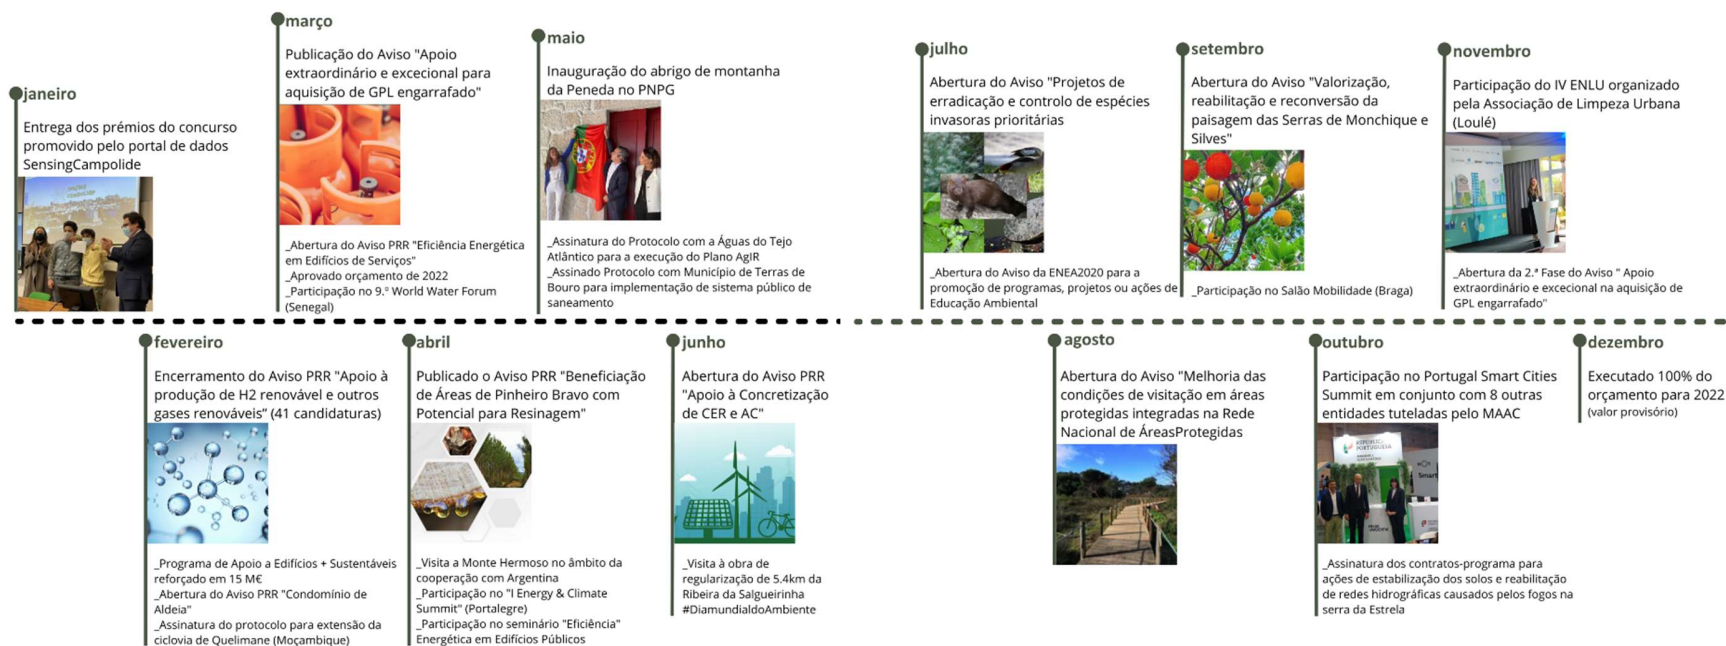 janeiro
Entrega dos prémios do concurso
promovido pelo portal de dados
SensingCampolide
março
Publicação do Aviso "Apoio
extraordinário e excecional para
aquisição de GPL engarrafado"
_Abertura do Aviso PRR "Eficiência Energética
em Edifícios de Serviços"
_Aprovado orçamento de 2022
_Participação no 9.º World Water Forum
(Senegal)
maio
Inauguração do abrigo de montanha
da Peneda no PNPG
_Assinatura do Protocolo com a Águas do Tejo
Atlântico para a execução do Plano AgIR
_Assinado Protocolo com Município de Terras de
Bouro para implementação de sistema público de
saneamento
julho
Abertura do Aviso "Projetos de
erradicação e controlo de espécies
invasoras prioritárias
_Abertura do Aviso da ENEA2020 para a
promoção de programas, projetos ou ações de
Educação Ambiental
setembro
Abertura do Aviso "Valorização,
reabilitação e reconversão da
paisagem das Serras de Monchique e
Silves"
_Participação no Salão Mobilidade (Braga)
novembro
Participação do IV ENLU organizado
pela Associação de Limpeza Urbana
(Loulé)
_Abertura da 2.ª Fase do Aviso " Apoio
extraordinário e excecional na aquisição de
GPL engarrafado"
fevereiro
Encerramento do Aviso PRR "Apoio à
produção de H2 renovável e outros
gases renováveis” (41 candidaturas)
_Programa de Apoio a Edifícios + Sustentáveis
reforçado em 15 M€
_Abertura do Aviso PRR "Condomínio de
Aldeia"
_Assinatura do protocolo para extensão da
ciclovia de Quelimane (Moçambique)
abril
Publicado o Aviso PRR "Beneficiação
de Áreas de Pinheiro Bravo com
Potencial para Resinagem"
_Visita a Monte Hermoso no âmbito da
cooperação com Argentina
_Participação no "I Energy & Climate
Summit" (Portalegre)
_Participação no seminário "Eficiência"
Energética em Edifícios Públicos
junho
Abertura do Aviso PRR
"Apoio à Concretização
de CER e AC"
_Visita à obra de
regularização de 5.4km da
Ribeira da Salgueirinha
#DiamundialdoAmbiente
agosto
Abertura do Aviso "Melhoria das
condições de visitação em áreas
protegidas integradas na Rede
Nacional de ÁreasProtegidas
outubro
Participação no Portugal Smart Cities
Summit em conjunto com 8 outras
entidades tuteladas pelo MAAC
REPÚBLICA
PORTUGUESA
Smart
_Assinatura dos contratos-programa para
ações de estabilização dos solos e reabilitação
de redes hidrográficas causados pelos fogos na
serra da Estrela
dezembro
Executado 100% do
orçamento para 2022
(valor provisório)